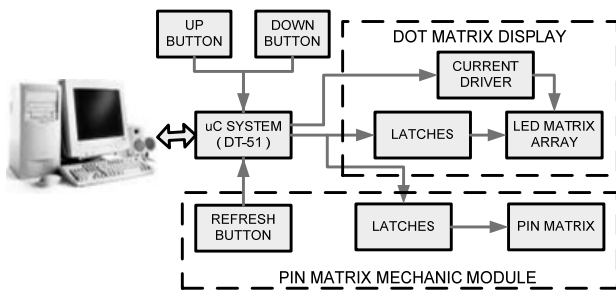 UP
BUTTON
DOWN
BUTTON
DOT MATRIX DISPLAY
CURRENT
DRIVER
uC SYSTEM
( DT-51 )
LATCHES
LED MATRIX
ARRAY
REFRESH
BUTTON
LATCHES
PIN MATRIX
PIN MATRIX MECHANIC MODULE